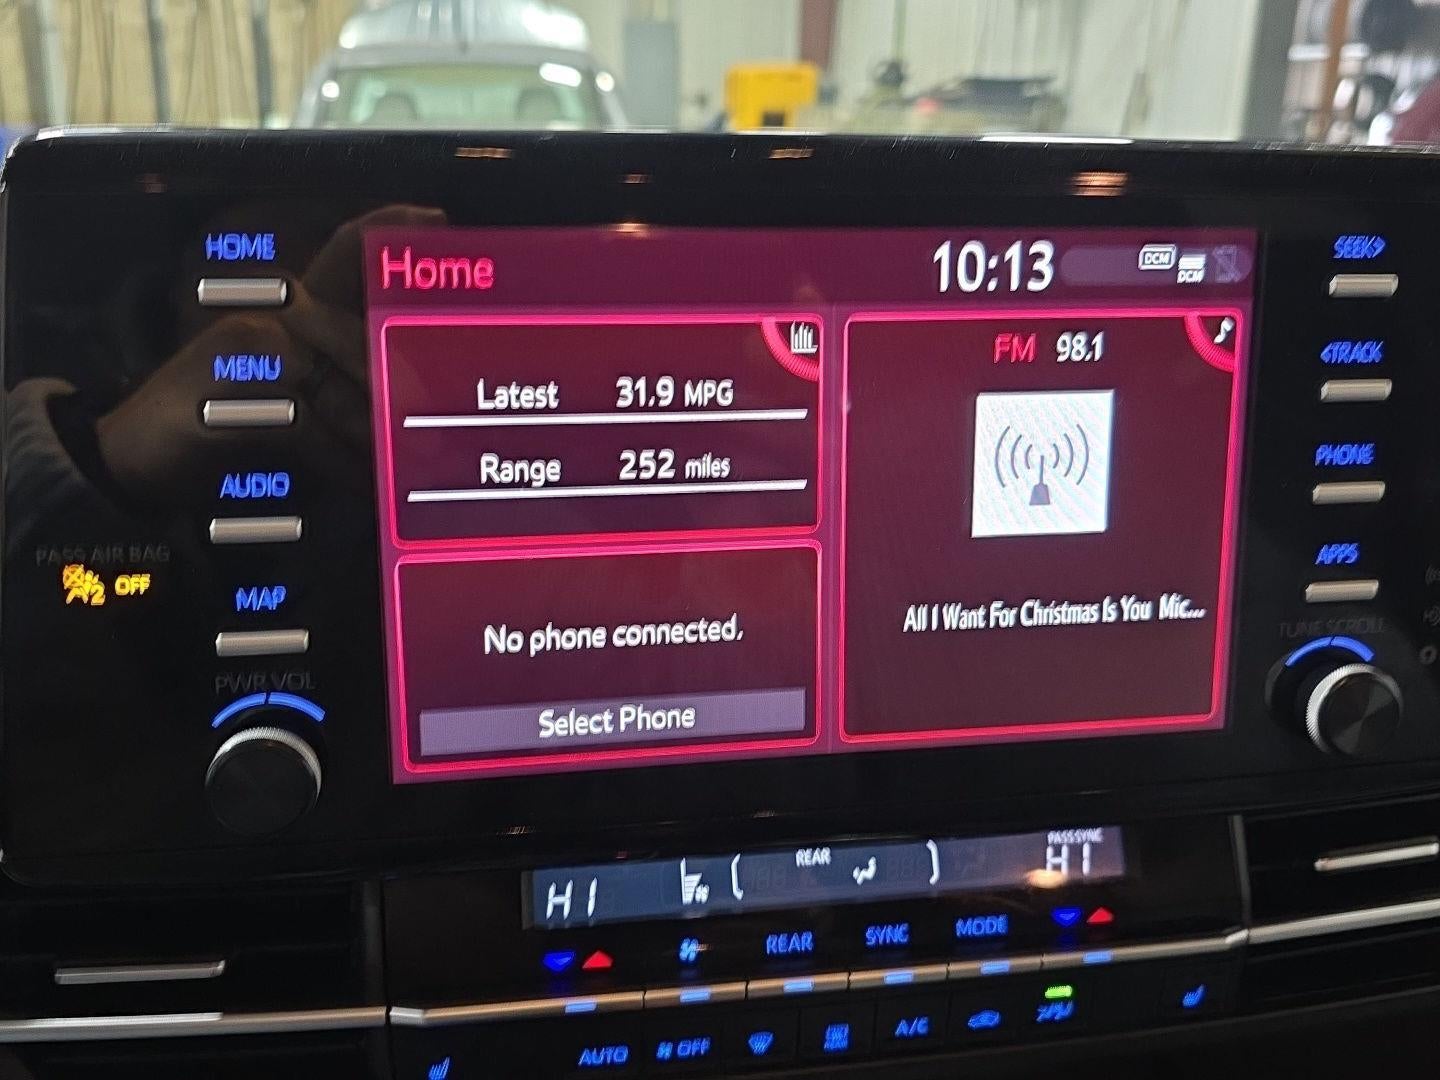 HOME
MENU
AUDIO
PASS AIR BAG
2 OFF
MAP
PWR VOL
Home
10:13
DCM
DCM
Latest 31.9 MPG
Range 252 miles
No phone connected.
Select Phone
FM 98.1
All I Want For Christmas Is You Mic...
SEEK>
<TRACK
PHONE
APPS
TUNE SCROLL
HI
REAR
PASS SYNC
HI
REAR
SYNC
MODE
AUTO
OFF
A/C